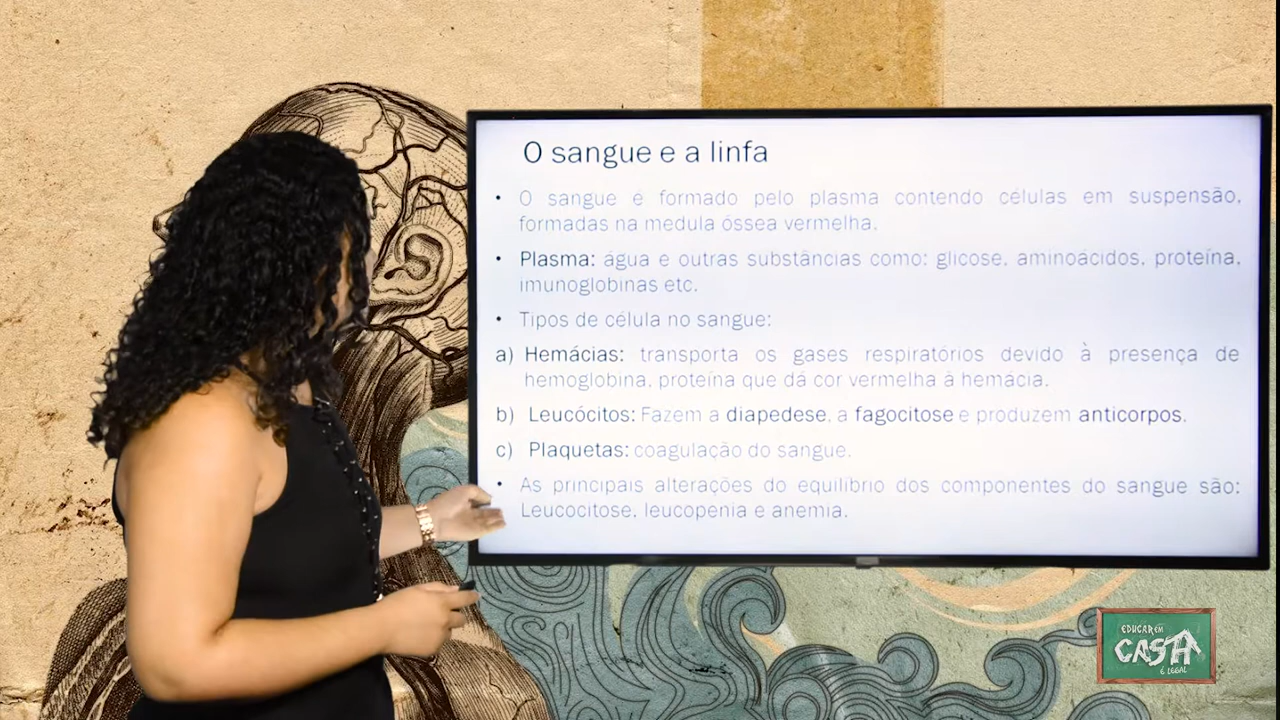 O sangue e a linfa
• O sangue é formado pelo plasma contendo células em suspensão,
formadas na medula óssea vermelha.
• Plasma: água e outras substâncias como: glicose, aminoácidos, proteína,
imunoglobinas etc.
• Tipos de célula no sangue:
a) Hemácias: transporta os gases respiratórios devido à presença de
hemoglobina, proteína que dá cor vermelha à hemácia.
b) Leucócitos: Fazem a diapedese, a fagocitose e produzem anticorpos.
c) Plaquetas: coagulação do sangue.
• As principais alterações do equilíbrio dos componentes do sangue são:
Leucocitose, leucopenia e anemia.
EDUCAR EM
CASA
É LEGAL